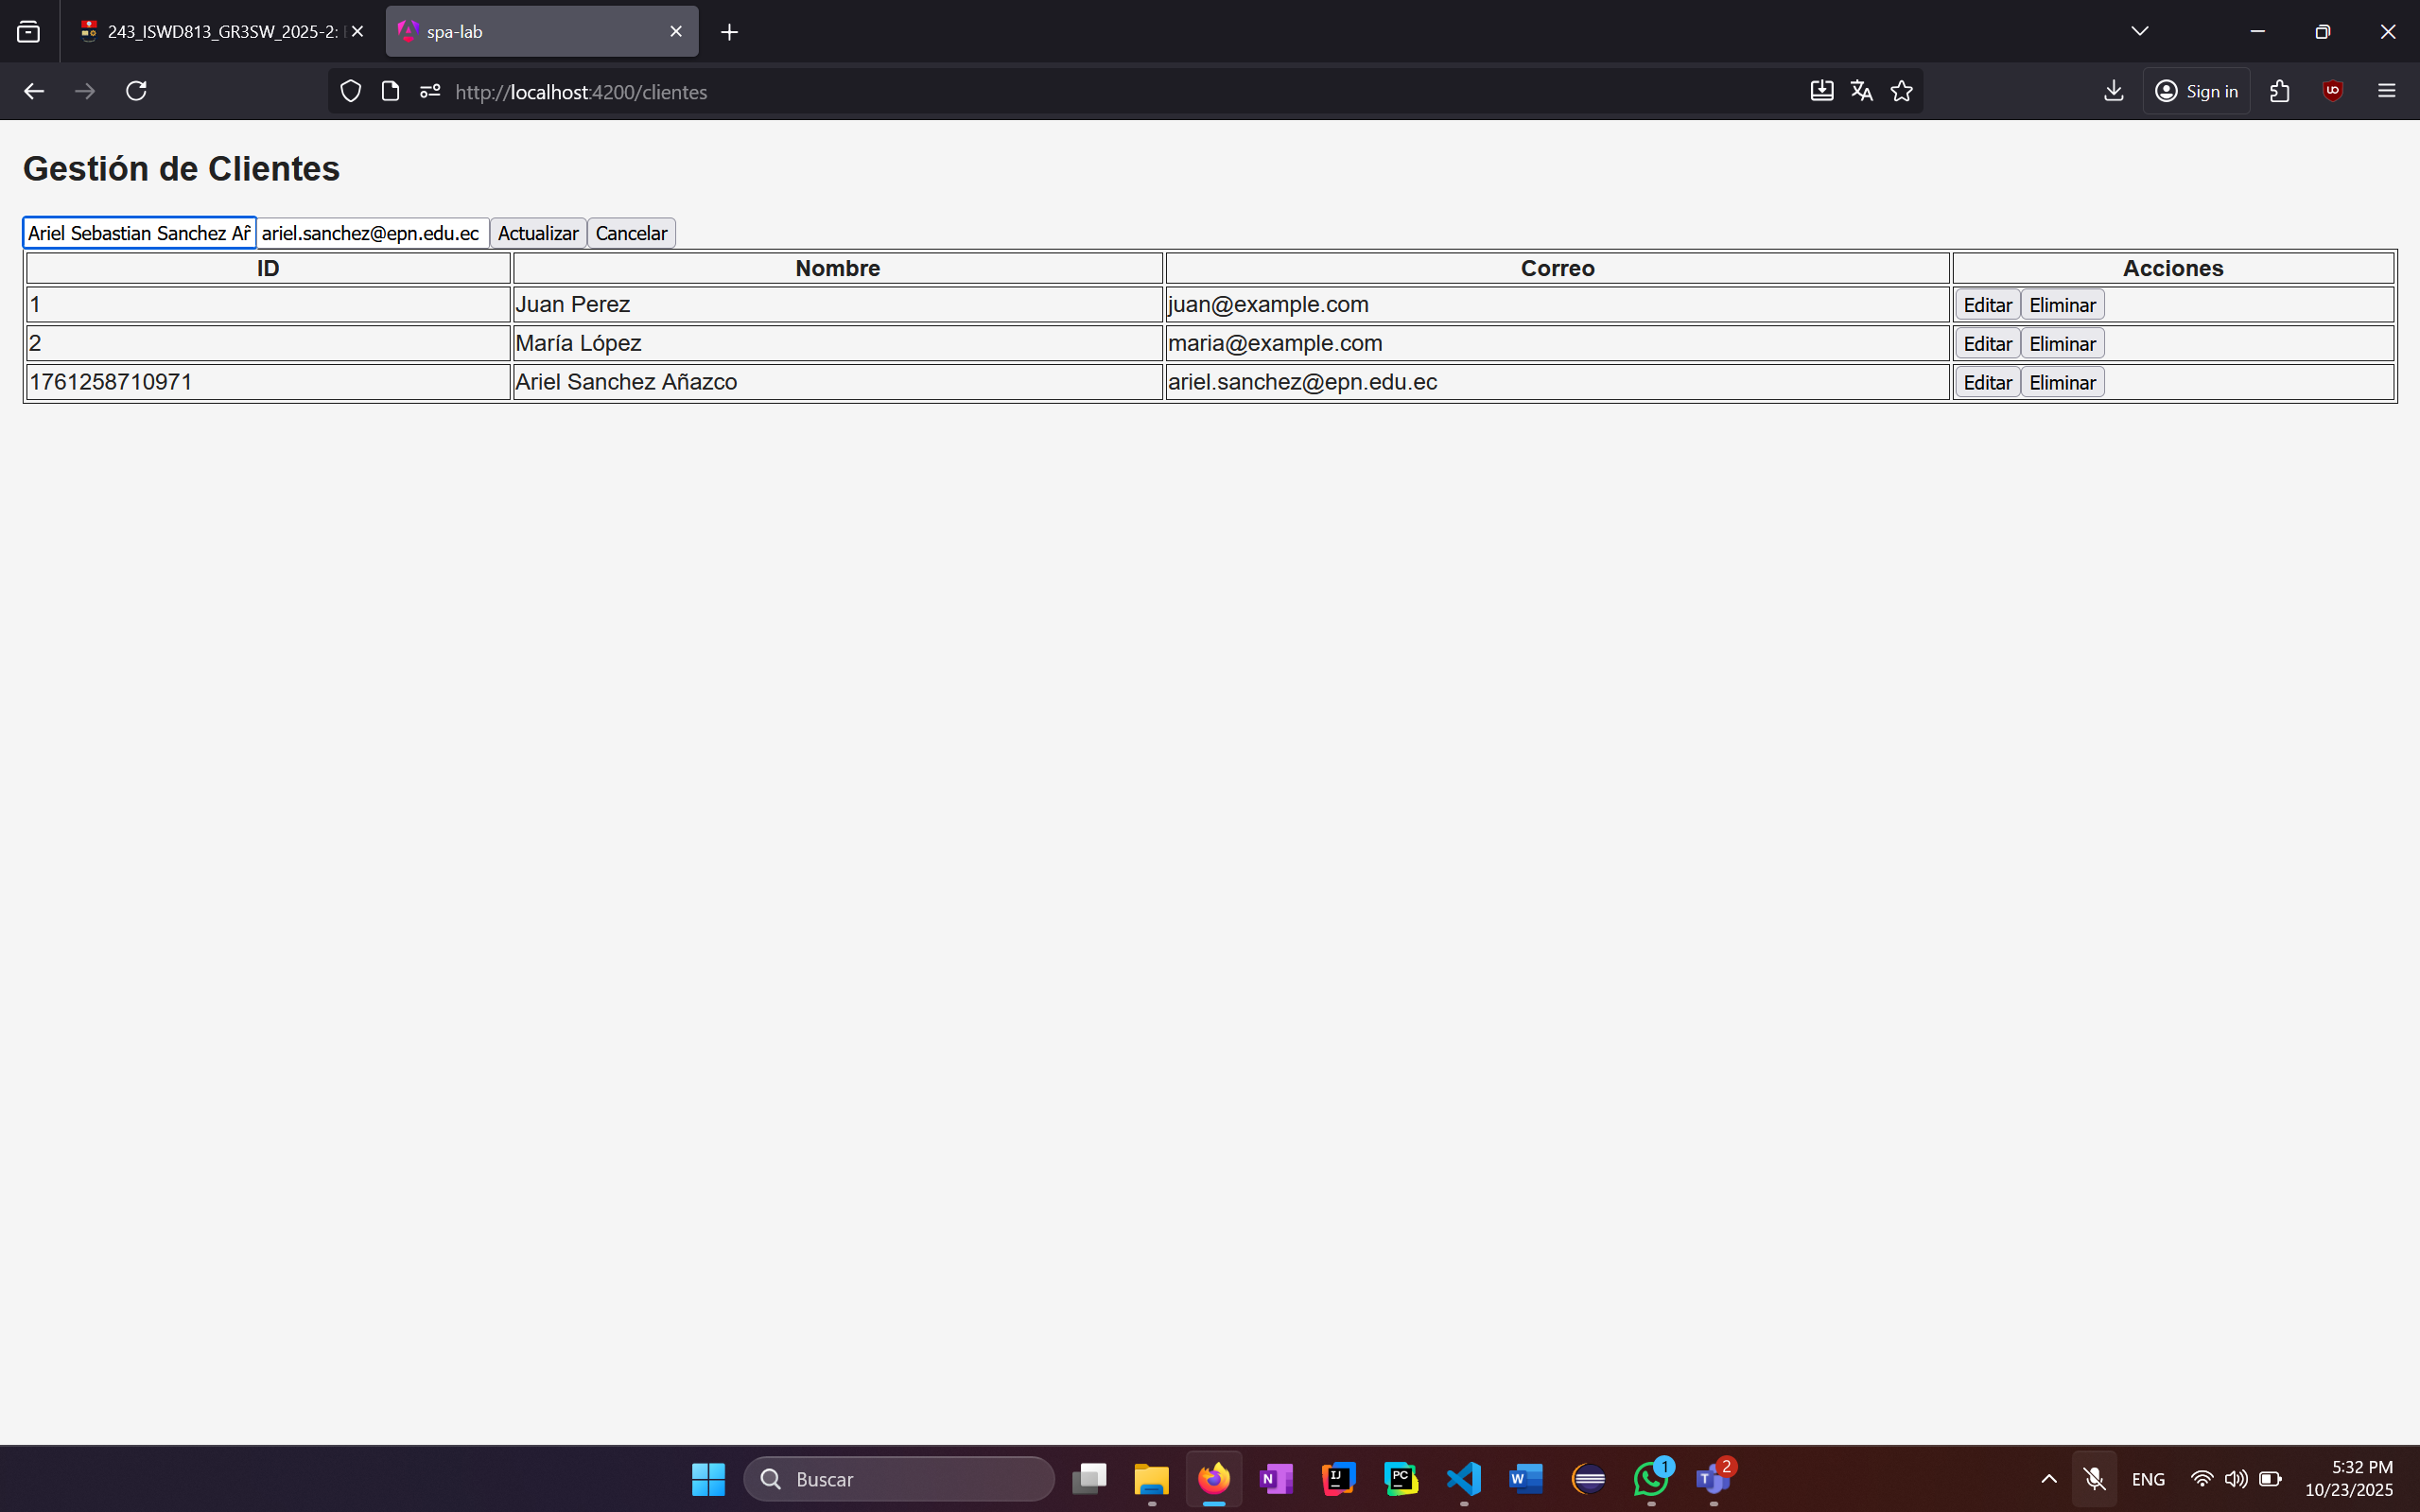 243_ISWD813_GR3SW_2025-2:
spa-lab
http://localhost:4200/clientes
Sign in
Gestión de Clientes
Ariel Sebastian Sanchez Añ ariel.sanchez@epn.edu.ec Actualizar Cancelar
ID Nombre Correo Acciones
1 Juan Perez juan@example.com Editar Eliminar
2 María López maria@example.com Editar Eliminar
1761258710971 Ariel Sanchez Añazco ariel.sanchez@epn.edu.ec Editar Eliminar
Buscar
N
IJ
PC
W
1
T
2
ENG
5:32 PM
10/23/2025